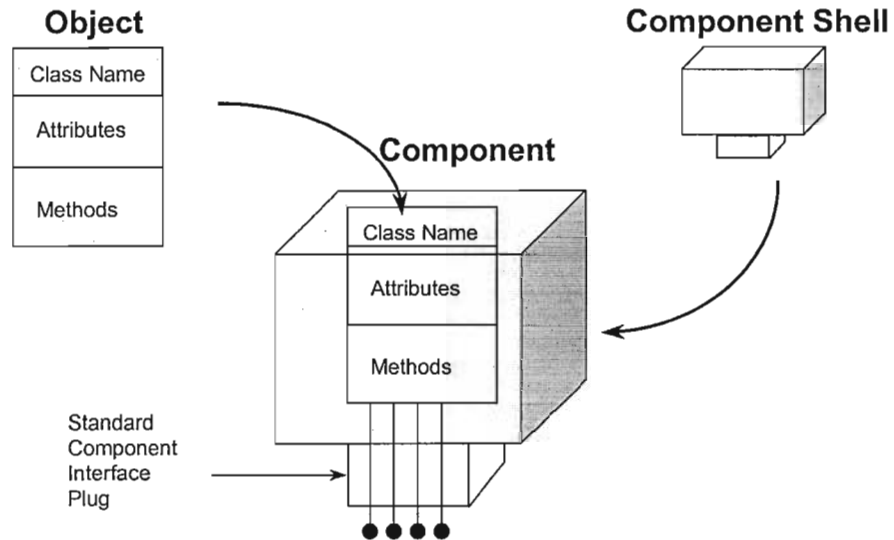 Object
Component Shell
Class Name
Attributes
Methods
Component
Class Name
Attributes
Methods
Standard
Component
Interface
Plug